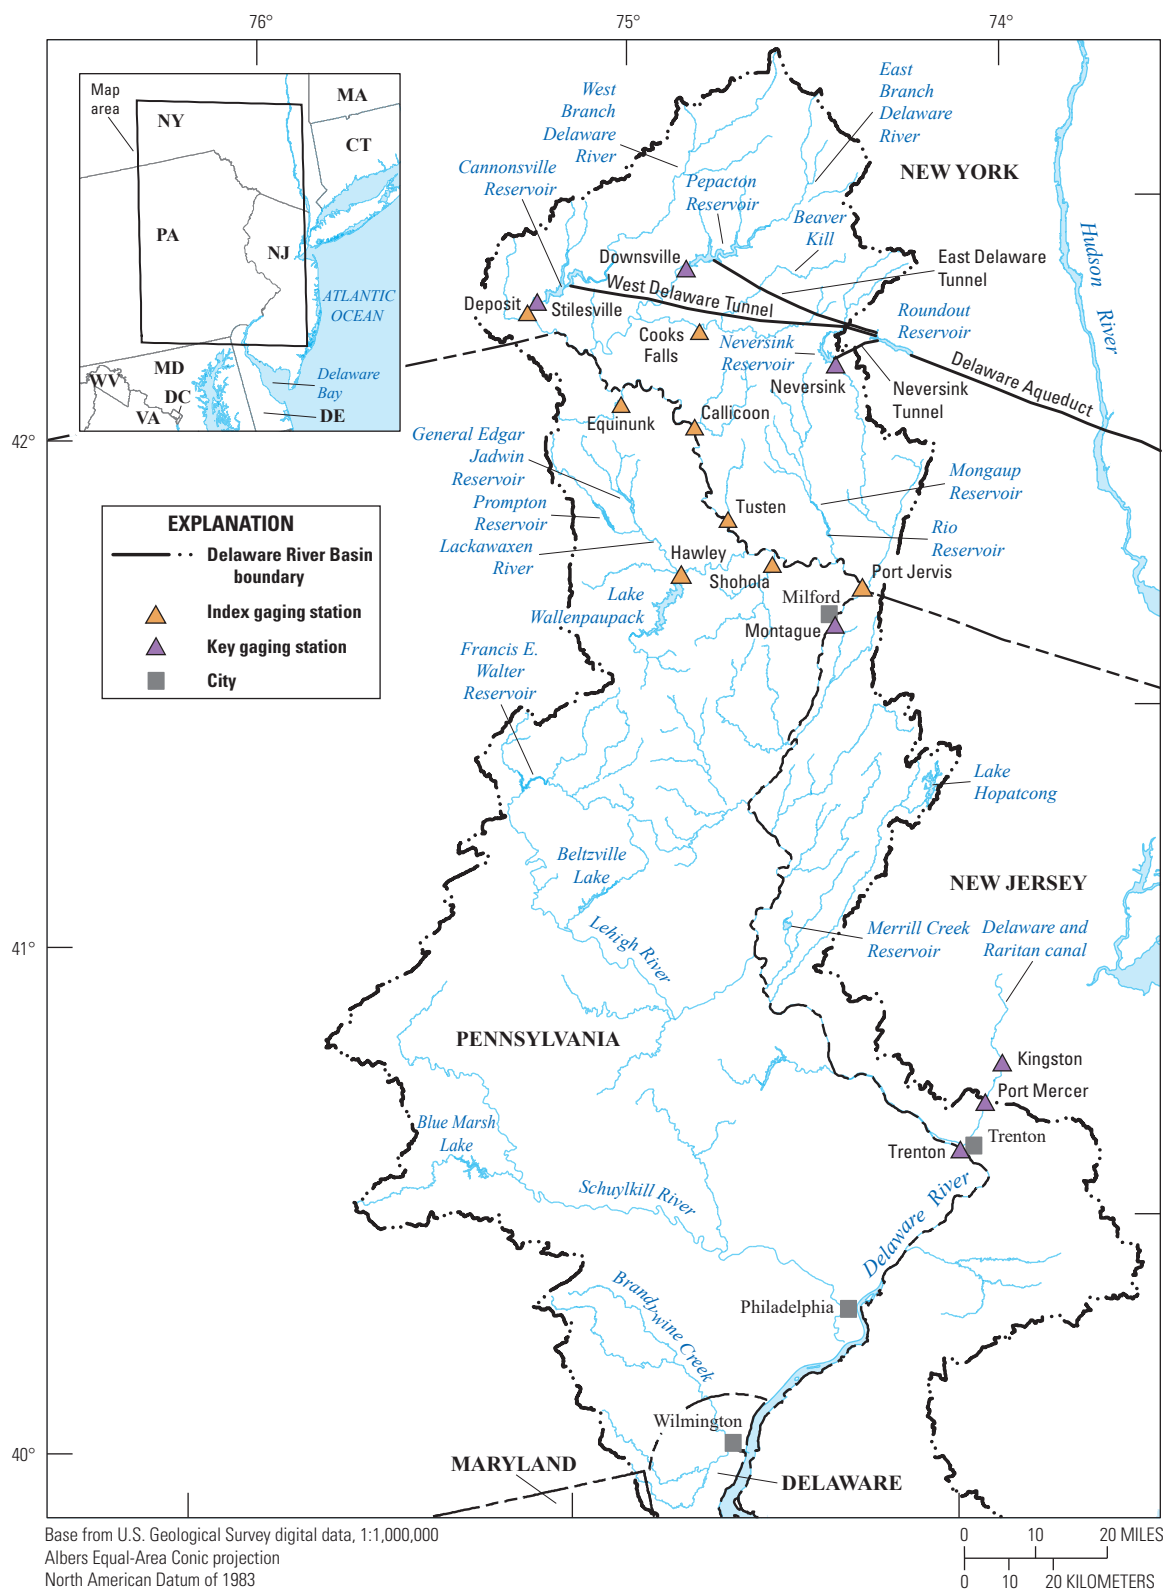 76°
75°
74°
Map
area
NY
MA
CT
PA
NJ
ATLANTIC
OCEAN
MD
WV
DC
VA
DE
Delaware
Bay
West
Branch
Delaware
River
East
Branch
Delaware
River
NEW YORK
Cannonsville
Reservoir
Pepacton
Reservoir
Beaver
Kill
Hudson
River
Downsville
East Delaware
Tunnel
West Delaware Tunnel
Deposit
Stilesville
Roundout
Reservoir
Cooks
Falls
Neversink
Reservoir
Neversink
Neversink
Tunnel
Delaware Aqueduct
Equinunk
Callicoon
42°
General Edgar
Jadwin
Reservoir
Prompton
Reservoir
Lackawaxen
River
Mongaup
Reservoir
Tusten
Rio
Reservoir
Hawley
Shohola
Port Jervis
Lake
Wallenpaupack
Milford
Montague
EXPLANATION
Delaware River Basin
boundary
Index gaging station
Key gaging station
City
Francis E.
Walter
Reservoir
Lake
Hopatcong
Beltzville
Lake
NEW JERSEY
41°
Lehigh River
Merrill Creek
Reservoir
Delaware and
Raritan canal
PENNSYLVANIA
Kingston
Port Mercer
Blue Marsh
Lake
Trenton
Trenton
Schuylkill River
Delaware River
Brandywine Creek
Philadelphia
Wilmington
40°
MARYLAND
DELAWARE
Base from U.S. Geological Survey digital data, 1:1,000,000
Albers Equal-Area Conic projection
North American Datum of 1983
0 10 20 MILES
0 10 20 KILOMETERS